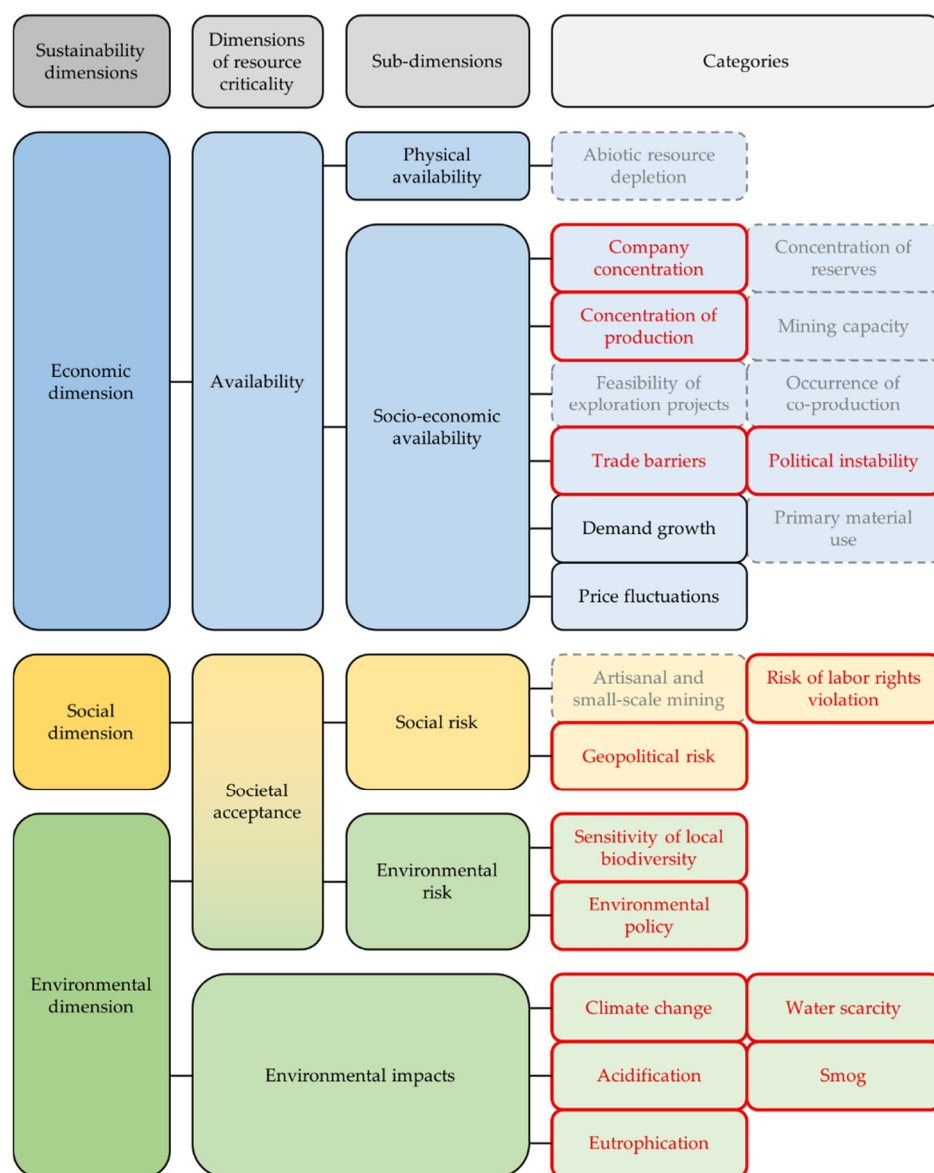 Sustainability
dimensions
Dimensions
of resource
criticality
Sub-dimensions
Categories
Economic
dimension
Availability
Physical
availability
Abiotic resource
depletion
Socio-economic
availability
Company
concentration
Concentration of
reserves
Concentration of
production
Mining capacity
Feasibility of
exploration projects
Occurrence of
co-production
Trade barriers
Political instability
Demand growth
Primary material
use
Price fluctuations
Social
dimension
Societal
acceptance
Social risk
Artisanal and
small-scale mining
Risk of labor rights
violation
Geopolitical risk
Environmental
dimension
Environmental
risk
Sensitivity of local
biodiversity
Environmental
policy
Environmental impacts
Climate change
Water scarcity
Acidification
Smog
Eutrophication